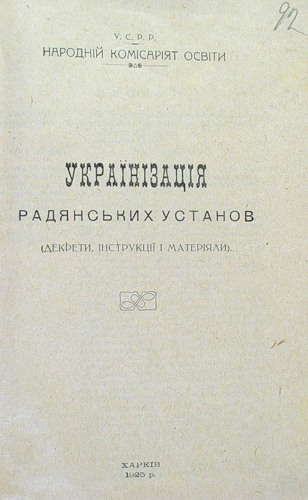 92
У. С. Р. Р.
НАРОДНІЙ КОМІСАРІЯТ ОСВІТИ
УКРАЇНІЗАЦІЯ
РАДЯНСЬКИХ УСТАНОВ
(ДЕКРЕТИ, ІНСТРУКЦІЇ І МАТЕРІЯЛИ).
ХАРКІВ
1925 р.